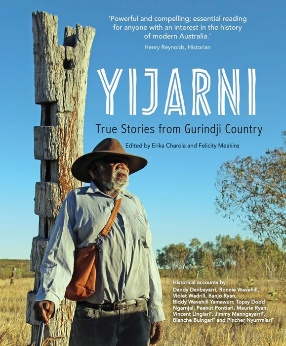 'Powerful and compelling; essential reading
for anyone with an interest in the history
of modern Australia.'
Henry Reynolds, Historian
YIJARNI
True Stories from Gurindji Country
Edited by Erika Charola and Felicity Meakins
Historical accounts by
Dandy Danbayarri, Ronnie Wavehill,
Violet Wadrill, Banjo Ryan,
Biddy Wavehill Yamawurr, Topsy Dodd
Ngarnjal, Peanut Pontiari, Maurie Ryan,
Vincent Lingiari, Jimmy Manngayarri,
Blanche Bulngari and Pincher Nyurrmiari